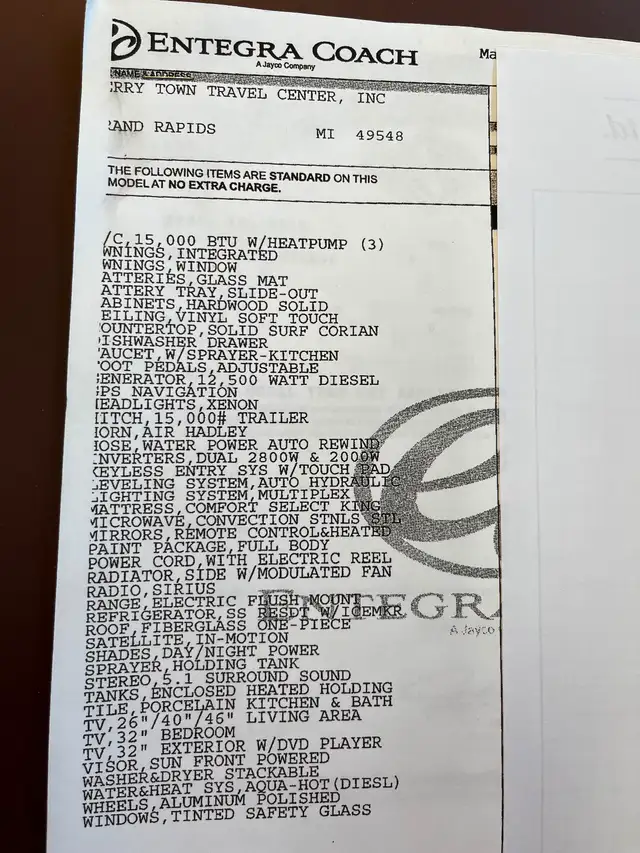 ENTEGRA COACH
A Jayco Company
Ma
NAME & ADDRESS
RRY TOWN TRAVEL CENTER, INC
RAND RAPIDS MI 49548
THE FOLLOWING ITEMS ARE STANDARD ON THIS
MODEL AT NO EXTRA CHARGE.
/C,15,000 BTU W/HEATPUMP (3)
WNINGS,INTEGRATED
WNINGS,WINDOW
ATTERIES,GLASS MAT
ATTERY TRAY,SLIDE-OUT
ABINETS,HARDWOOD SOLID
EILING,VINYL SOFT TOUCH
OUNTERTOP,SOLID SURF CORIAN
ISHWASHER DRAWER
AUCET,W/SPRAYER-KITCHEN
OOT PEDALS,ADJUSTABLE
ENERATOR,12,500 WATT DIESEL
PS NAVIGATION
EADLIGHTS,XENON
ITCH,15,000# TRAILER
ORN,AIR HADLEY
OSE,WATER POWER AUTO REWIND
NVERTERS,DUAL 2800W & 2000W
KEYLESS ENTRY SYS W/TOUCH PAD
LEVELING SYSTEM,AUTO HYDRAULIC
LIGHTING SYSTEM,MULTIPLEX
MATTRESS,COMFORT SELECT KING
MICROWAVE,CONVECTION STNLS STL
MIRRORS,REMOTE CONTROL&HEATED
PAINT PACKAGE,FULL BODY
POWER CORD,WITH ELECTRIC REEL
RADIATOR,SIDE W/MODULATED FAN
RADIO,SIRIUS
RANGE,ELECTRIC FLUSH MOUNT
REFRIGERATOR,SS RESDT W/ICEMKR
ROOF,FIBERGLASS ONE-PIECE
SATELLITE,IN-MOTION
SHADES,DAY/NIGHT POWER
SPRAYER,HOLDING TANK
STEREO,5.1 SURROUND SOUND
TANKS,ENCLOSED HEATED HOLDING
TILE,PORCELAIN KITCHEN & BATH
TV,26"/40"/46" LIVING AREA
TV,32" BEDROOM
TV,32" EXTERIOR W/DVD PLAYER
VISOR,SUN FRONT POWERED
WASHER&DRYER STACKABLE
WATER&HEAT SYS,AQUA-HOT(DIESL)
WHEELS,ALUMINUM POLISHED
WINDOWS,TINTED SAFETY GLASS
ENTEGRA
A Jayco